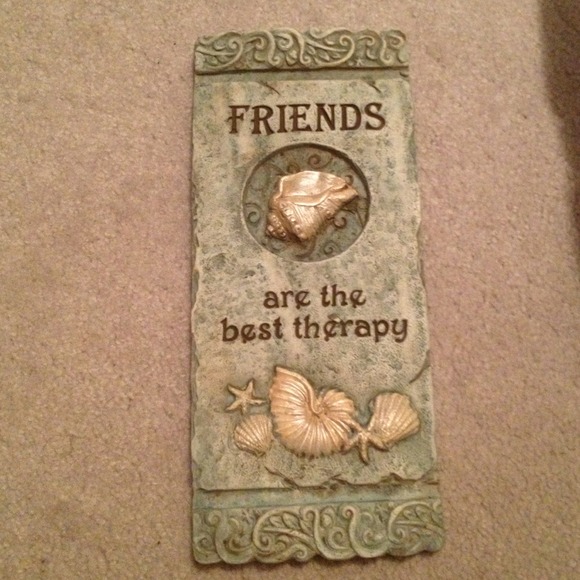 FRIENDS
are the
best therapy